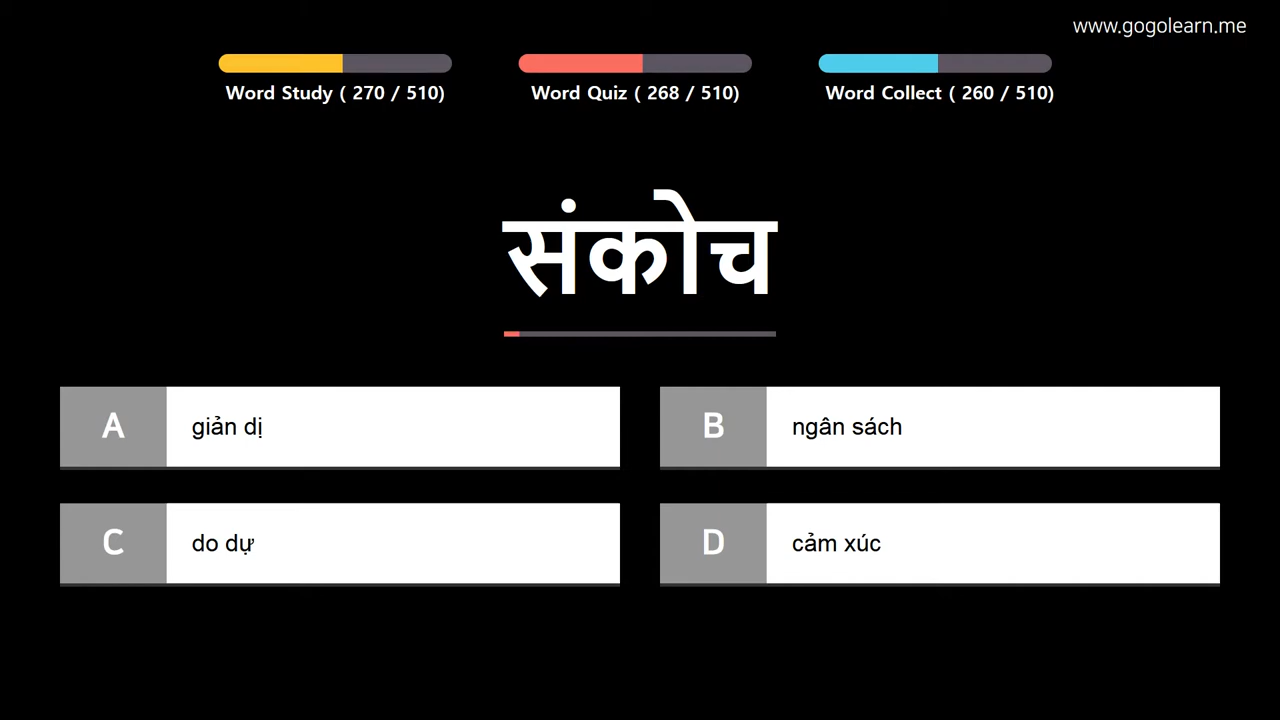 www.gogolearn.me
Word Study ( 270 / 510)
Word Quiz ( 268 / 510)
Word Collect ( 260 / 510)
संकोच
A giản dị
B ngân sách
C do dự
D cảm xúc